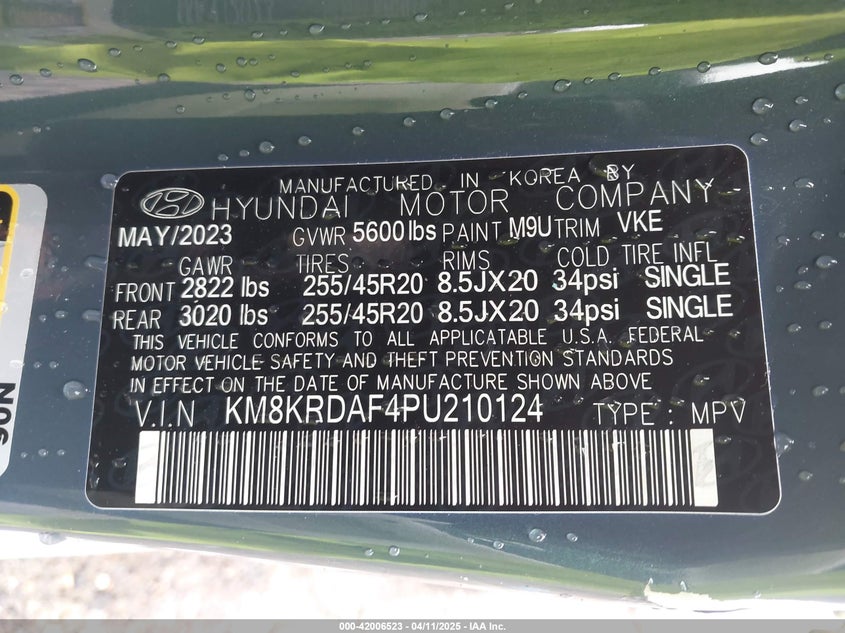 MANUFACTURED IN KOREA BY
HYUNDAI MOTOR COMPANY
MAY/2023 GVWR 5600lbs PAINT M9U TRIM VKE
GAWR TIRES RIMS COLD TIRE INFL
FRONT 2822 lbs 255/45R20 8.5JX20 34psi SINGLE
REAR 3020 lbs 255/45R20 8.5JX20 34psi SINGLE
THIS VEHICLE CONFORMS TO ALL APPLICATABLE U.S.A. FEDERAL
MOTOR VEHICLE SAFETY AND THEFT PREVENTION STANDARDS
IN EFFECT ON THE DATE OF MANUFACTURE SHOWN ABOVE
V.I.N KM8KRDAF4PU210124 TYPE : MPV
N06
000-42006523 - 04/11/2025 - IAA Inc.